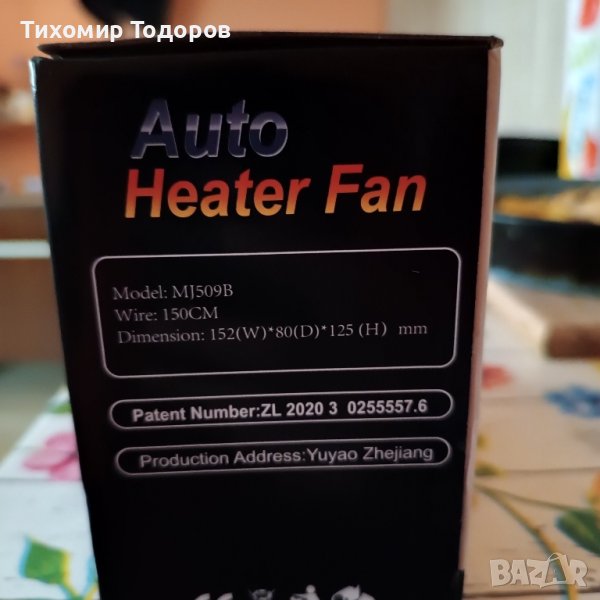 Тихомир Тодоров
Auto
Heater Fan
Model: MJ509B
Wire: 150CM
Dimension: 152(W)*80(D)*125 (H) mm
Patent Number:ZL 2020 3 0255557.6
Production Address:Yuyao Zhejiang
BAZAR